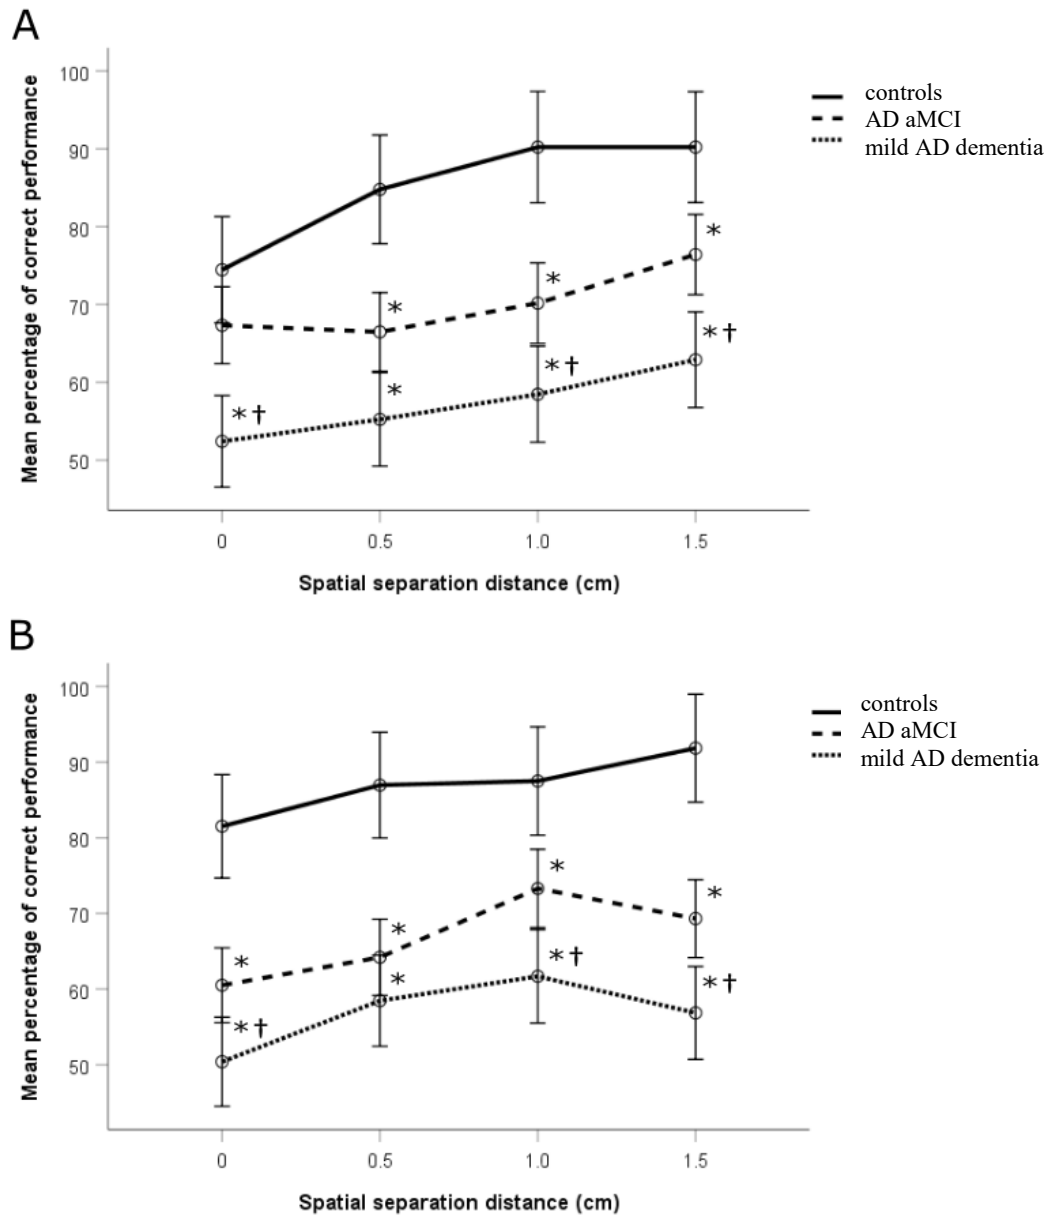 A
Mean percentage of correct performance
100
90
80
70
60
50
controls
AD aMCI
mild AD dementia
*
*
*
* †
*
* †
* †
0 0.5 1.0 1.5
Spatial separation distance (cm)
B
Mean percentage of correct performance
100
90
80
70
60
50
controls
AD aMCI
mild AD dementia
*
*
*
*
* †
*
* †
* †
0 0.5 1.0 1.5
Spatial separation distance (cm)